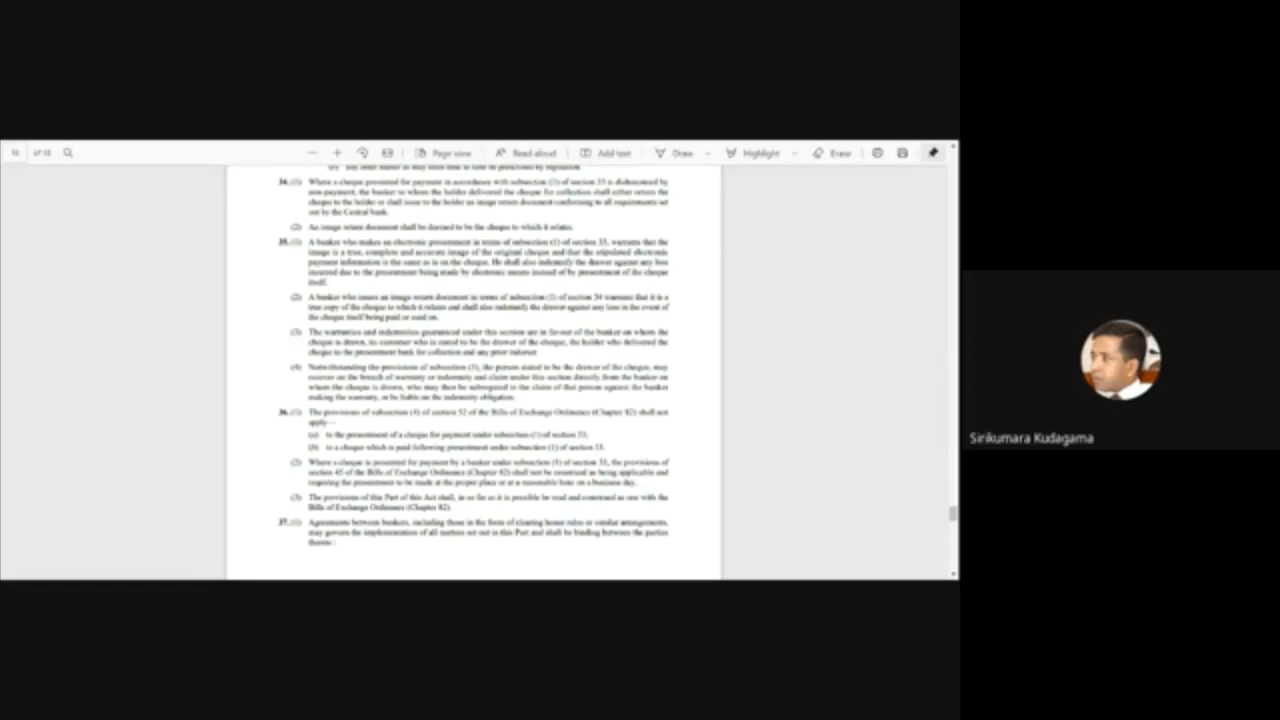 16 of 18
Page view
Read aloud
Add text
Draw
Highlight
Erase
any other matter as may from time to time be prescribed by regulation.
34. (1) Where a cheque presented for payment in accordance with subsection (1) of section 33 is dishonoured by
non-payment, the banker to whom the holder delivered the cheque for collection shall either return the
cheque to the holder or shall issue to the holder an image return document conforming to all requirements set
out by the Central bank.
(2) An image return document shall be deemed to be the cheque to which it relates.
35. (1) A banker who makes an electronic presentment in terms of subsection (1) of section 33, warrants that the
image is a true, complete and accurate image of the original cheque and that the stipulated electronic
payment information is the same as is on the cheque. He shall also indemnify the drawer against any loss
incurred due to the presentment being made by electronic means instead of by presentment of the cheque
itself.
(2) A banker who issues an image return document in terms of subsection (1) of section 34 warrants that it is a
true copy of the cheque to which it relates and shall also indemnify the drawer against any loss in the event of
the cheque itself being paid or sued on.
(3) The warranties and indemnities guaranteed under this section are in favour of the banker on whom the
cheque is drawn, its customer who is stated to be the drawer of the cheque, the holder who delivered the
cheque to the presentment bank for collection and any prior indorser
(4) Notwithstanding the provisions of subsection (3), the person stated to be the drawer of the cheque, may
recover on the breach of warranty or indemnity and claim under this section directly from the banker on
whom the cheque is drawn, who may then be subrogated to the claim of that person against the banker
making the warranty, or be liable on the indemnity obligation.
36. (1) The provisions of subsection (4) of section 52 of the Bills of Exchange Ordinance (Chapter 82) shall not
apply—
(a) to the presentment of a cheque for payment under subsection (1) of section 33;
(b) to a cheque which is paid following presentment under subsection (1) of section 33.
(2) Where a cheque is presented for payment by a banker under subsection (1) of section 33, the provisions of
section 45 of the Bills of Exchange Ordinance (Chapter 82) shall not be construed as being applicable and
requiring the presentment to be made at the proper place or at a reasonable hour on a business day.
(3) The provisions of this Part of this Act shall, in so far as it is possible be read and construed as one with the
Bills of Exchange Ordinance (Chapter 82).
37. (1) Agreements between bankers, including those in the form of clearing house rules or similar arrangements,
may govern the implementation of all matters set out in this Part and shall be binding between the parties
thereto :
Sirikumara Kudagama